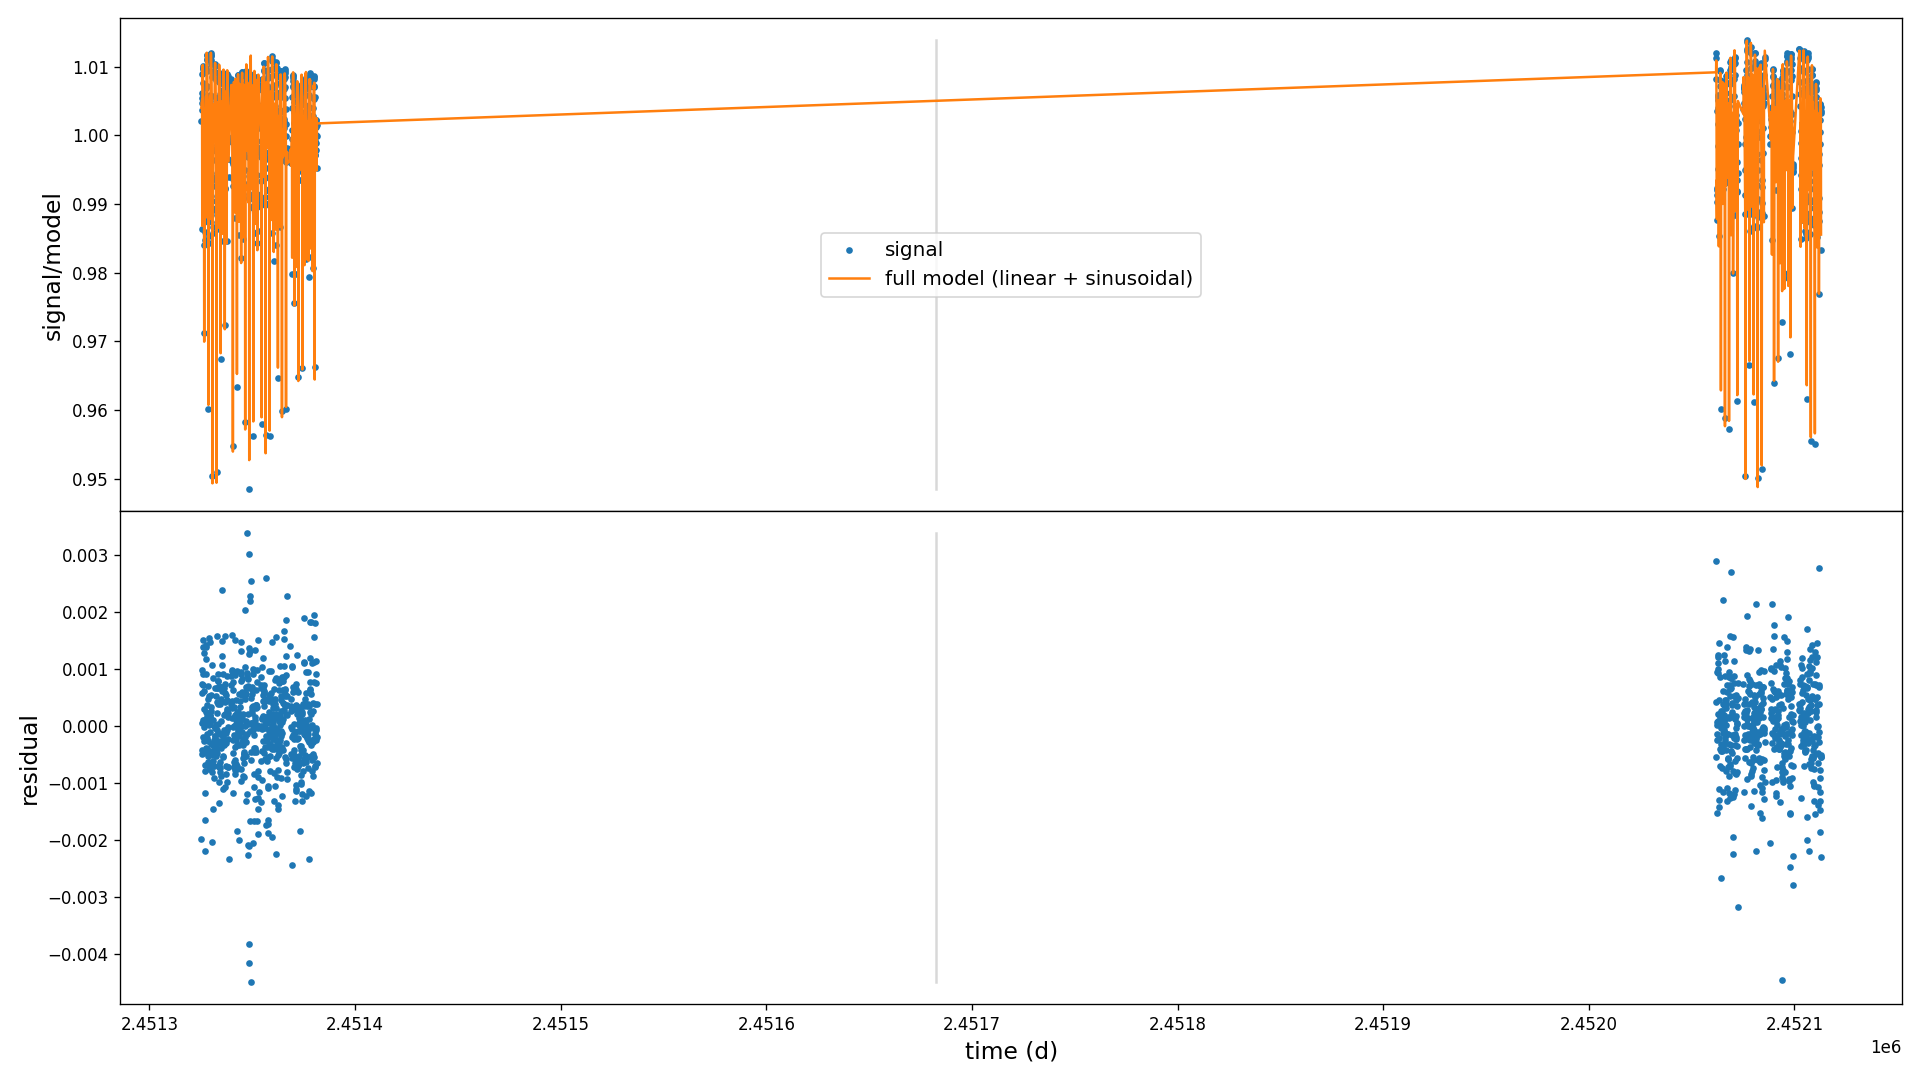 1.01
1.00
0.99
0.98
0.97
0.96
0.95
signal/model
signal
full model (linear + sinusoidal)
0.003
0.002
0.001
0.000
−0.001
−0.002
−0.003
−0.004
residual
2.4513 2.4514 2.4515 2.4516 2.4517 2.4518 2.4519 2.4520 2.4521
1e6
time (d)